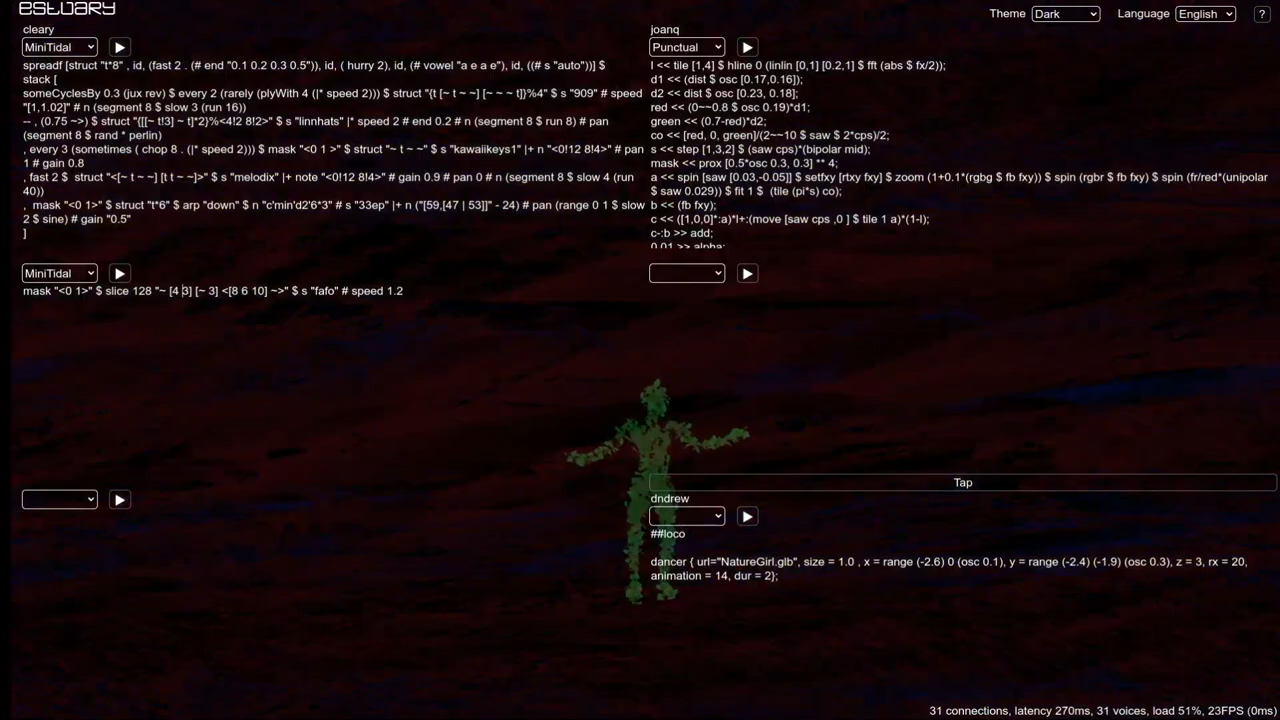 estuary
Theme Dark Language English ?
cleary
MiniTidal
spreadf [struct "t*8" , id, (fast 2 . (# end "0.1 0.2 0.3 0.5")), id, ( hurry 2), id, (# vowel "a e a e"), id, ((# s "auto"))] $
stack [
someCyclesBy 0.3 (jux rev) $ every 2 (rarely (plyWith 4 (|* speed 2))) $ struct "{t [~ t ~ ~] [~ ~ ~ t]}%4" $ s "909" # speed
"[1,1.02]" # n (segment 8 $ slow 3 (run 16))
-- , (0.75 ~>) $ struct "{[[~ t!3] ~ t]*2}%<4!2 8!2>" $ s "linnhats" |* speed 2 # end 0.2 # n (segment 8 $ run 8) # pan
(segment 8 $ rand * perlin)
, every 3 (sometimes ( chop 8 . (|* speed 2))) $ mask "<0 1 >" $ struct "~ t ~ ~" $ s "kawaiikeys1" |+ n "<0!12 8!4>" # pan
1 # gain 0.8
, fast 2 $  struct "<[~ t ~ ~] [t t ~ ~]>" $ s "melodix" |+ note "<0!12 8!4>" # gain 0.9 # pan 0 # n (segment 8 $ slow 4 (run
40))
,  mask "<0 1>" $ struct "t*6" $ arp "down" $ n "c'min'd2'6*3" # s "33ep" |+ n ("[59,[47 | 53]]" - 24) # pan (range 0 1 $ slow
2 $ sine) # gain "0.5"
]
joanq
Punctual
l << tile [1,4] $ hline 0 (linlin [0,1] [0.2,1] $ fft (abs $ fx/2));
d1 << (dist $ osc [0.17,0.16]);
d2 << dist $ osc [0.23, 0.18];
red << (0~~0.8 $ osc 0.19)*d1;
green << (0.7-red)*d2;
co << [red, 0, green]/(2~~10 $ saw $ 2*cps)/2;
s << step [1,3,2] $ (saw cps)*(bipolar mid);
mask << prox [0.5*osc 0.3, 0.3] ** 4;
a << spin [saw [0.03,-0.05]] $ setfxy [rtxy fxy] $ zoom (1+0.1*(rgbg $ fb fxy)) $ spin (rgbr $ fb fxy) $ spin (fr/red*(unipolar
$ saw 0.029)) $ fit 1 $  (tile (pi*s) co);
b << (fb fxy);
c << ([1,0,0]*:a)*l+:(move [saw cps ,0 ] $ tile 1 a)*(1-l);
c-:b >> add;
0.01 >> alpha;
MiniTidal
mask "<0 1>" $ slice 128 "~ [4 3] [~ 3] <[8 6 10] ~>" $ s "fafo" # speed 1.2
Tap
dndrew
##loco
dancer { url="NatureGirl.glb", size = 1.0 , x = range (-2.6) 0 (osc 0.1), y = range (-2.4) (-1.9) (osc 0.3), z = 3, rx = 20,
animation = 14, dur = 2};
31 connections, latency 270ms, 31 voices, load 51%, 23FPS (0ms)